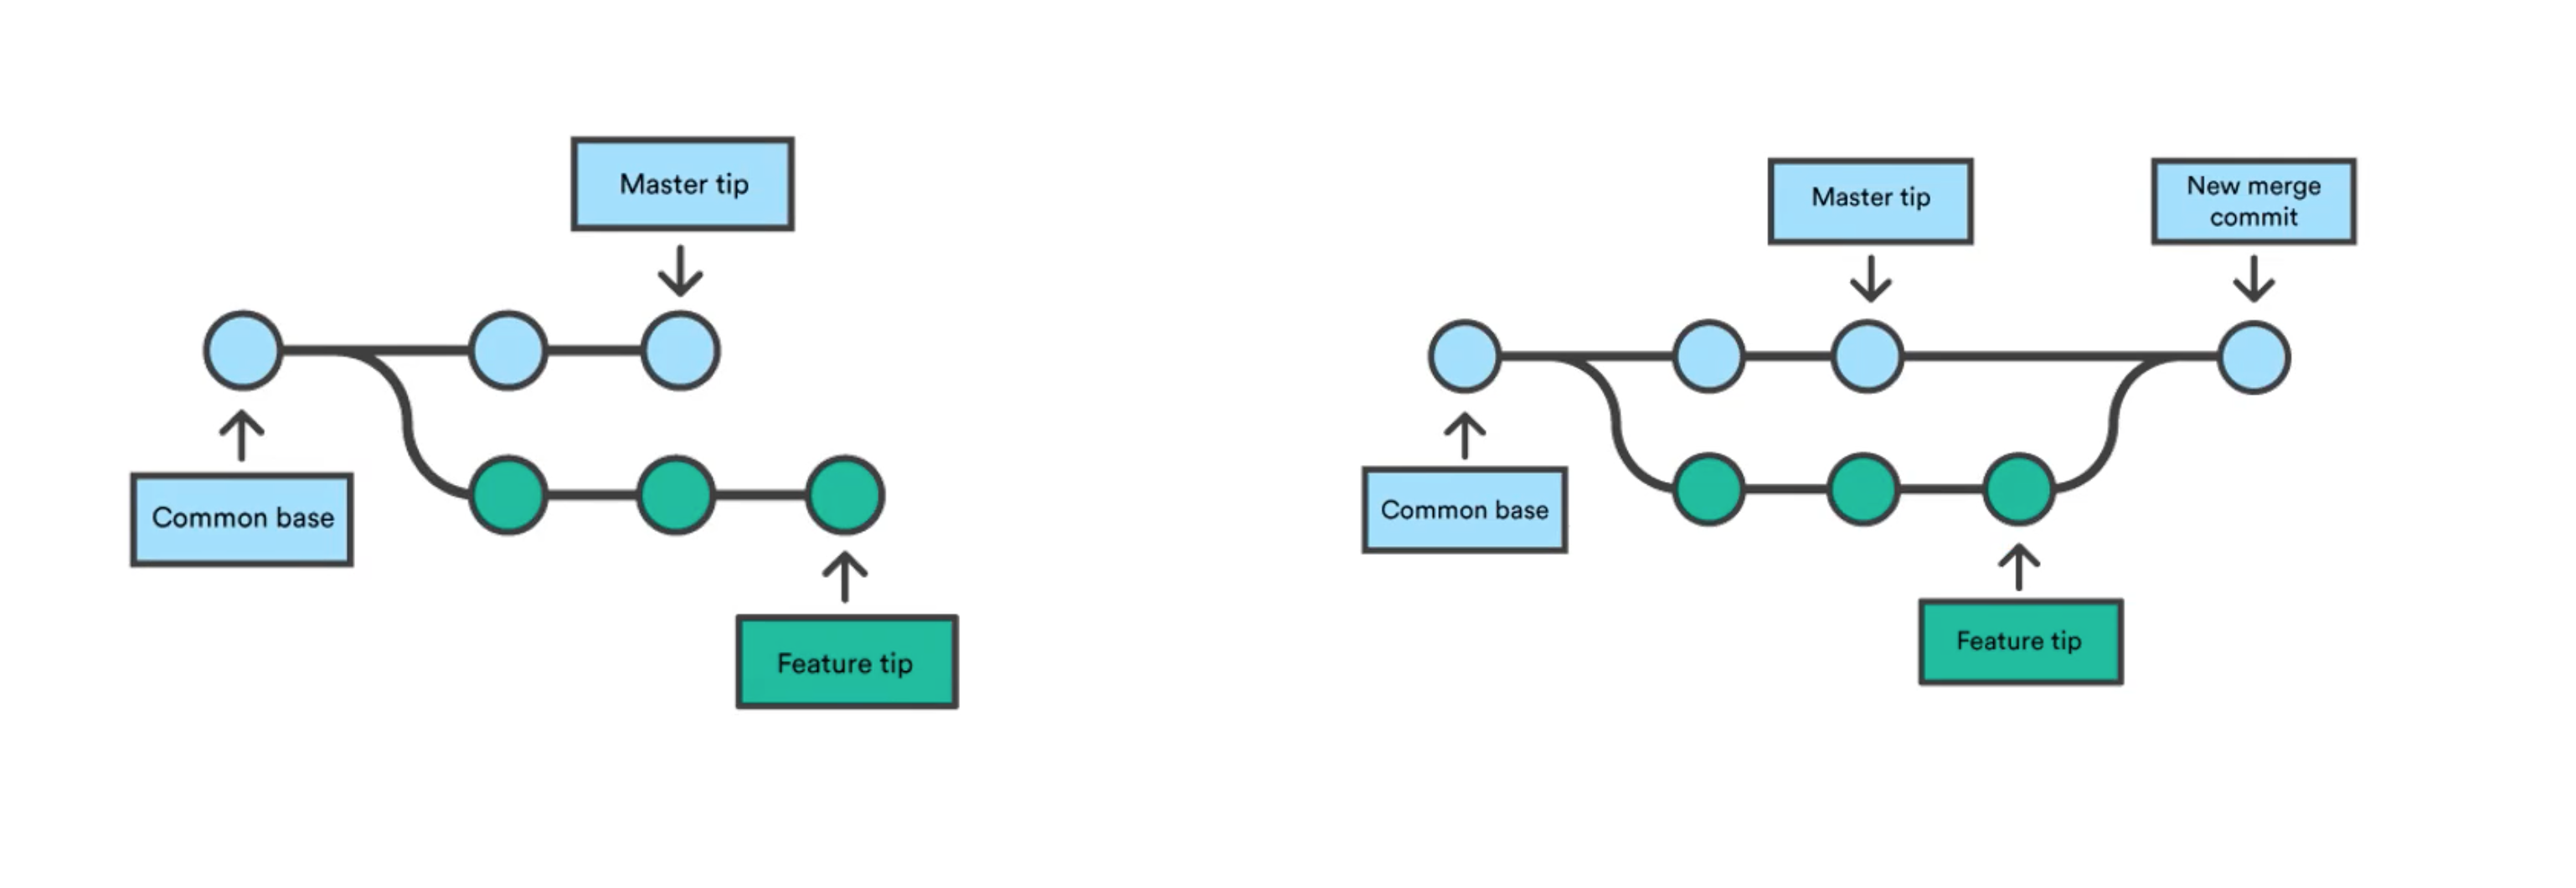 Master tip
Common base
Feature tip
Master tip
New merge
commit
Common base
Feature tip